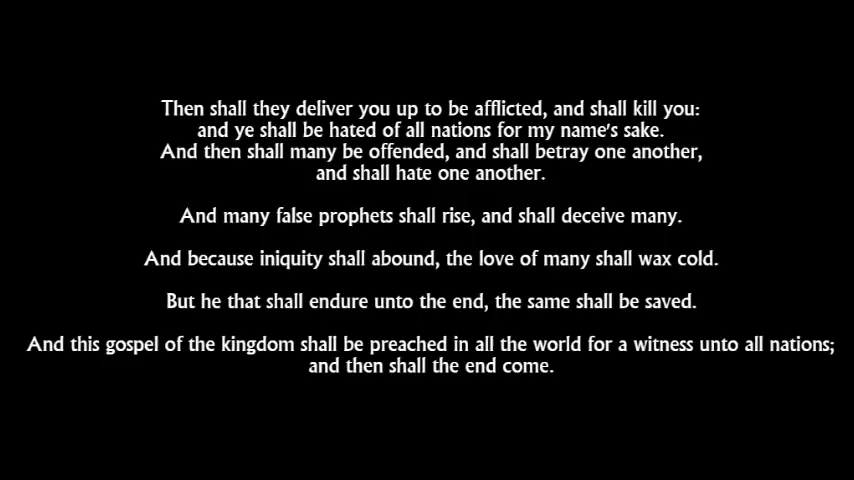 Then shall they deliver you up to be afflicted, and shall kill you:
and ye shall be hated of all nations for my name's sake.
And then shall many be offended, and shall betray one another,
and shall hate one another.
And many false prophets shall rise, and shall deceive many.
And because iniquity shall abound, the love of many shall wax cold.
But he that shall endure unto the end, the same shall be saved.
And this gospel of the kingdom shall be preached in all the world for a witness unto all nations;
and then shall the end come.